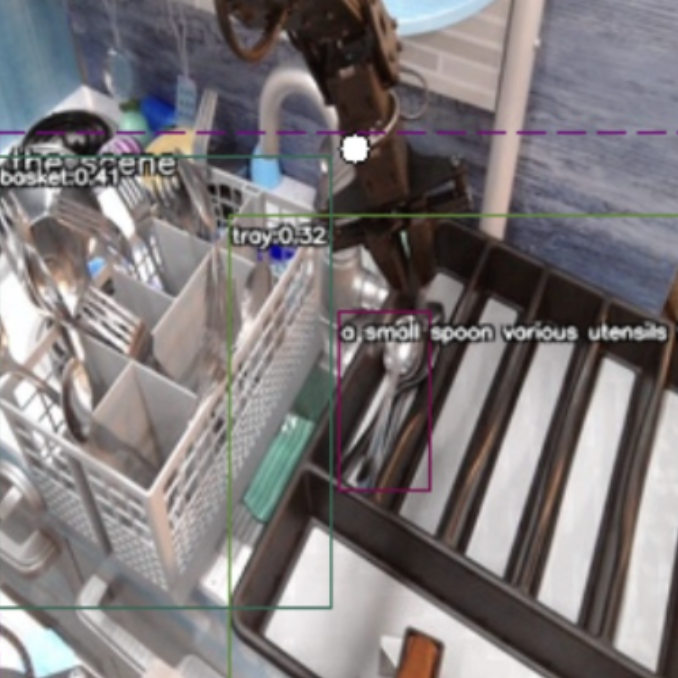 the scene
basket:0.41
tray:0.32
a small spoon various utensils